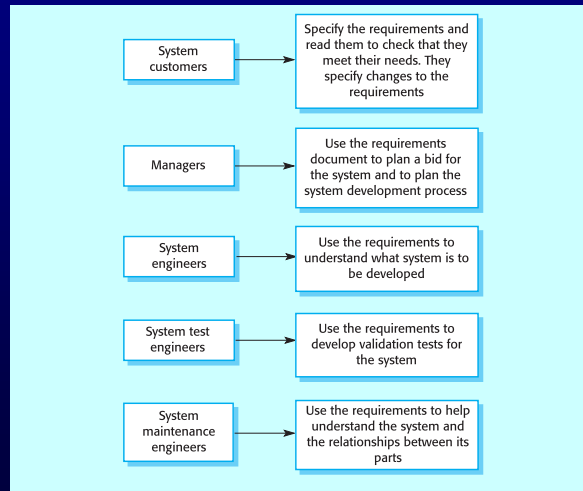 System
customers
Specify the requirements and
read them to check that they
meet their needs. They
specify changes to the
requirements
Managers
Use the requirements
document to plan a bid for
the system and to plan the
system development process
System
engineers
Use the requirements to
understand what system is to
be developed
System test
engineers
Use the requirements to
develop validation tests for
the system
System
maintenance
engineers
Use the requirements to help
understand the system and
the relationships between its
parts